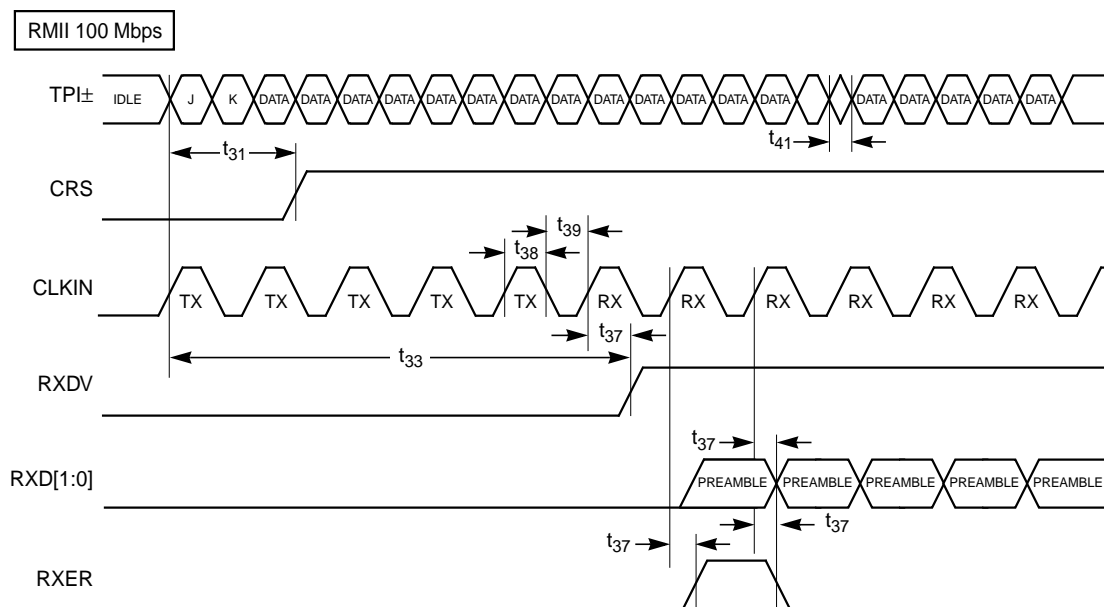 RMII 100 Mbps
TPI± IDLE J K DATA DATA DATA DATA DATA DATA DATA DATA DATA DATA DATA DATA DATA DATA DATA DATA DATA DATA
t41
t31
CRS
t39
t38
CLKIN TX TX TX TX TX RX RX RX RX RX RX
t37
t33
RXDV
t37
RXD[1:0] PREAMBLE PREAMBLE PREAMBLE PREAMBLE PREAMBLE
t37
t37
RXER